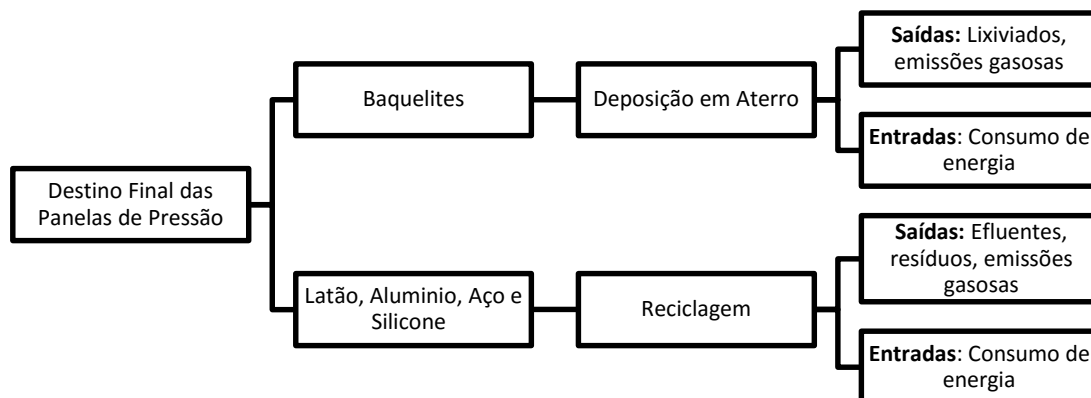 Destino Final das
Panelas de Pressão
Baquelites
Deposição em Aterro
Saídas: Lixiviados,
emissões gasosas
Entradas: Consumo de
energia
Latão, Aluminio, Aço e
Silicone
Reciclagem
Saídas: Efluentes,
resíduos, emissões
gasosas
Entradas: Consumo de
energia